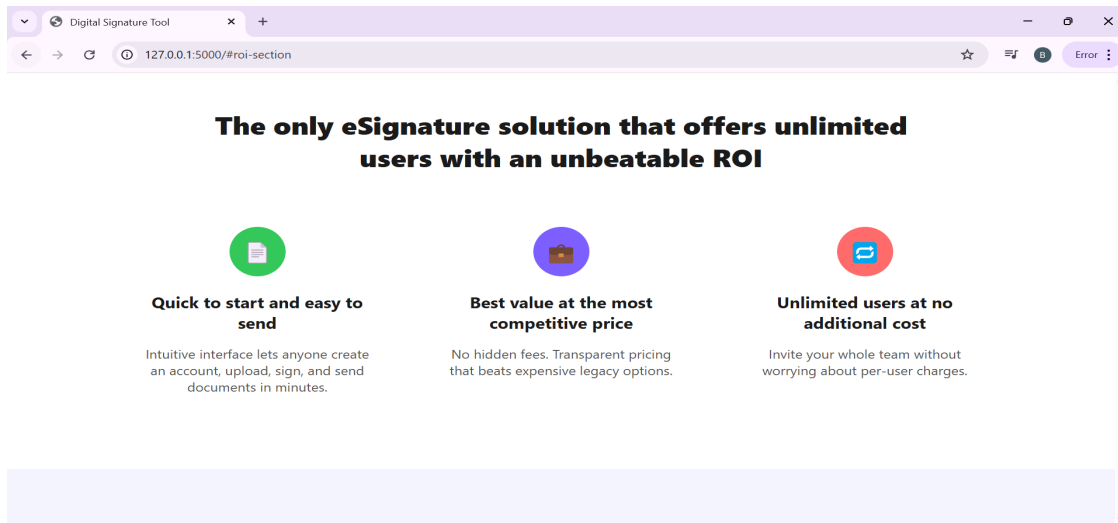 Digital Signature Tool
127.0.0.1:5000/#roi-section
B
Error
The only eSignature solution that offers unlimited
users with an unbeatable ROI
Quick to start and easy to
send
Intuitive interface lets anyone create
an account, upload, sign, and send
documents in minutes.
Best value at the most
competitive price
No hidden fees. Transparent pricing
that beats expensive legacy options.
Unlimited users at no
additional cost
Invite your whole team without
worrying about per-user charges.